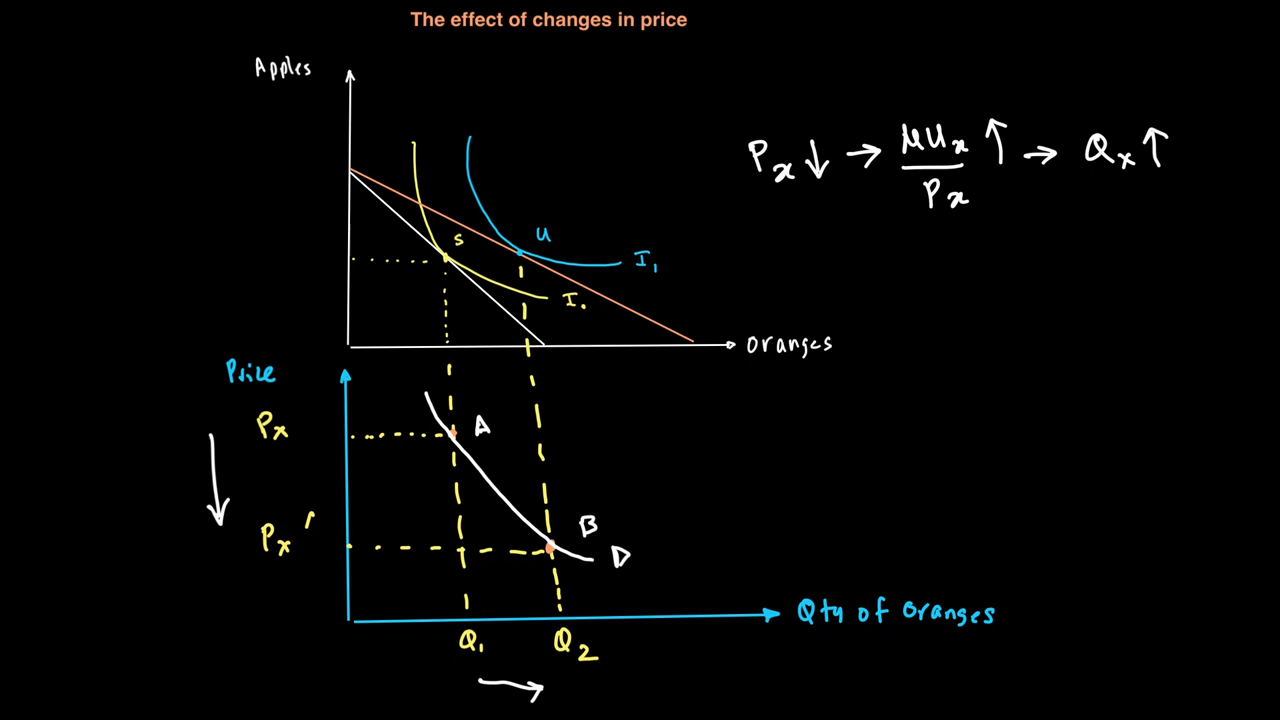 The effect of changes in price
Apples
Px ↓ → MUx / Px ↑ → Qx ↑
S
U
I₁
I₀
Oranges
Price
Px
A
Px'
B
D
Qty of oranges
Q₁
Q₂